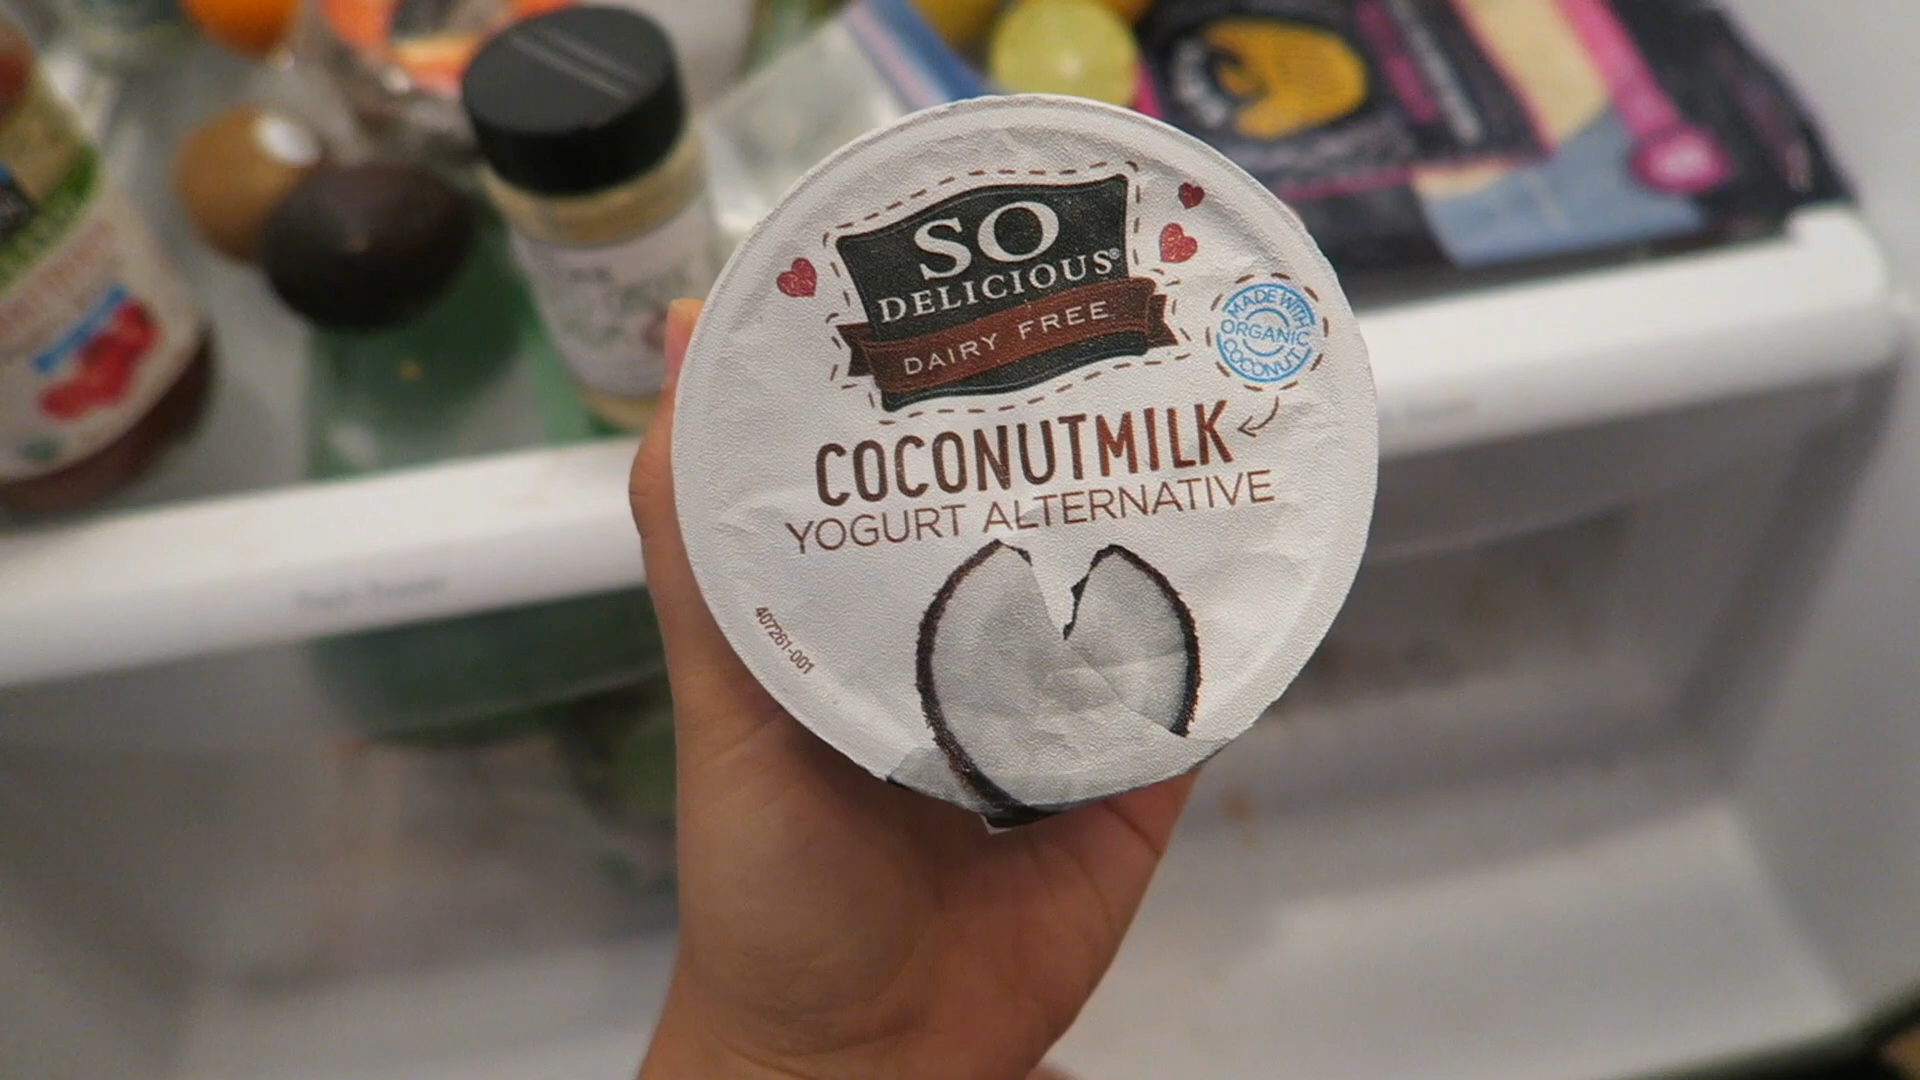 SO
DELICIOUS®
DAIRY FREE
MADE WITH
ORGANIC
COCONUT
COCONUTMILK
YOGURT ALTERNATIVE
407261-001